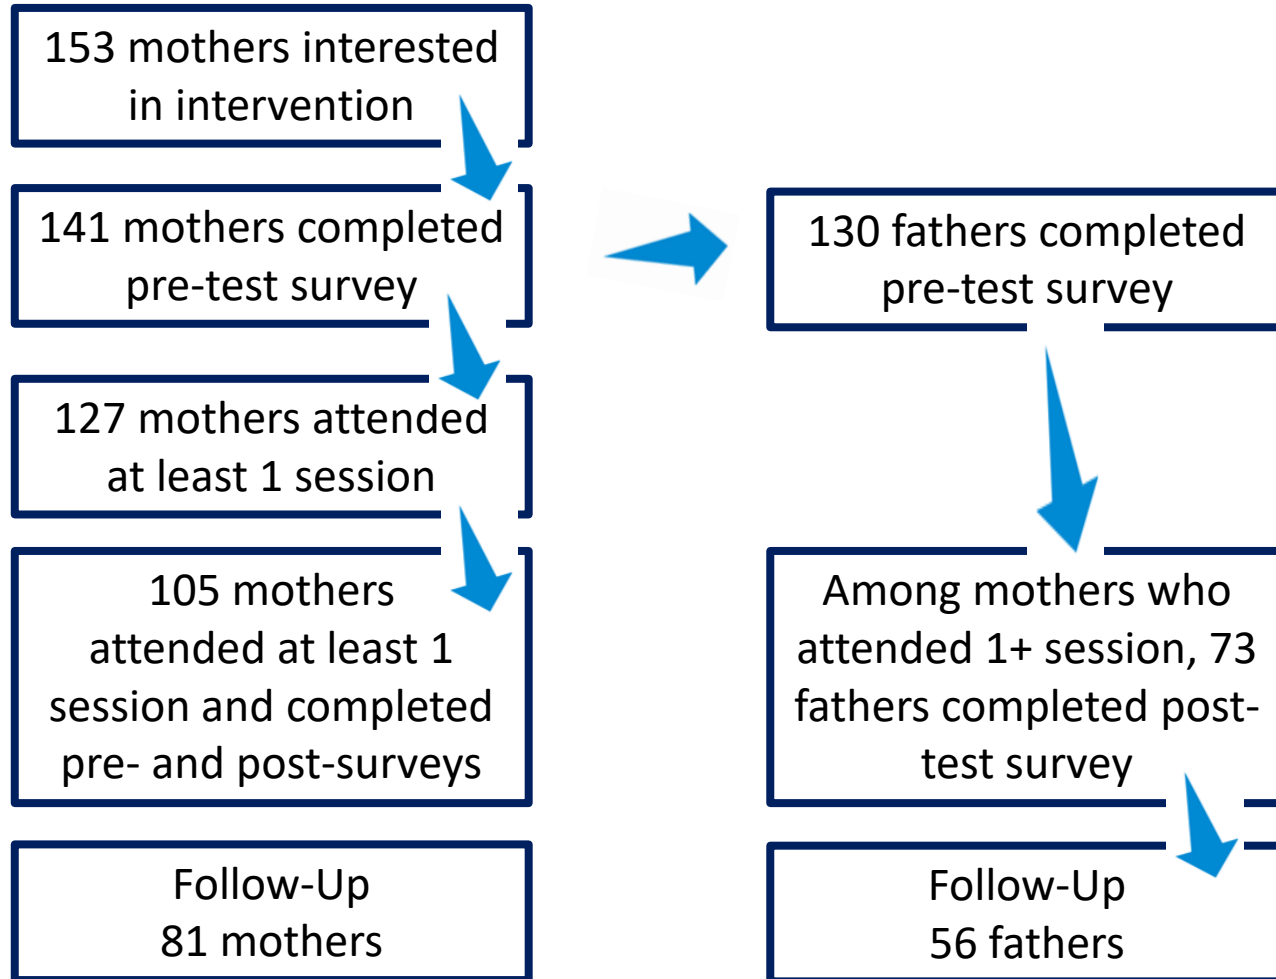 153 mothers interested
in intervention
141 mothers completed
pre-test survey
127 mothers attended
at least 1 session
105 mothers
attended at least 1
session and completed
pre- and post-surveys
Follow-Up
81 mothers
130 fathers completed
pre-test survey
Among mothers who
attended 1+ session, 73
fathers completed post-
test survey
Follow-Up
56 fathers